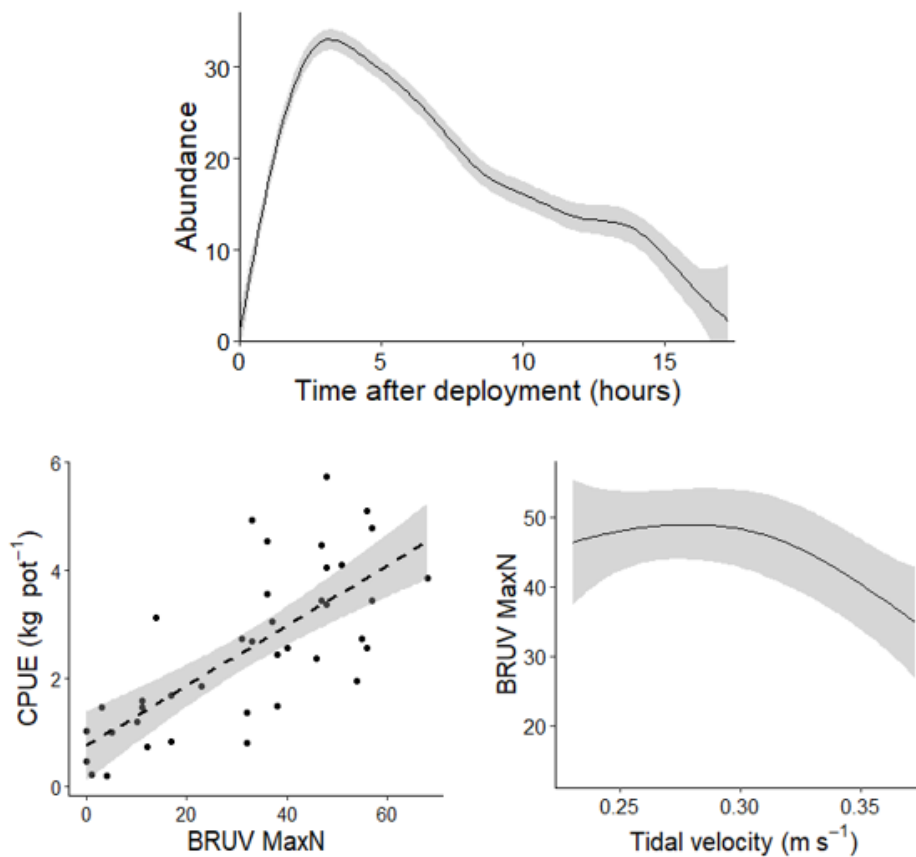 Abundance
30
20
10
0
0 5 10 15
Time after deployment (hours)
CPUE (kg pot⁻¹)
6
4
2
0
0 20 40 60
BRUV MaxN
BRUV MaxN
50
40
30
20
0.25 0.30 0.35
Tidal velocity (m s⁻¹)